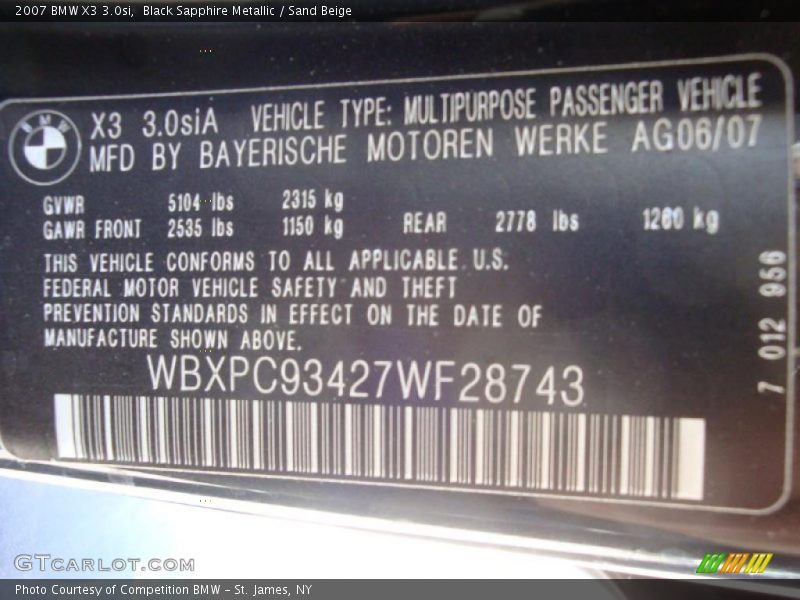 2007 BMW X3 3.0si, Black Sapphire Metallic / Sand Beige
BMW
X3 3.0siA VEHICLE TYPE: MULTIPURPOSE PASSENGER VEHICLE
MFD BY BAYERISCHE MOTOREN WERKE AG06/07
GVWR 5104 lbs 2315 kg
GAWR FRONT 2535 lbs 1150 kg REAR 2778 lbs 1260 kg
THIS VEHICLE CONFORMS TO ALL APPLICABLE U.S.
FEDERAL MOTOR VEHICLE SAFETY AND THEFT
PREVENTION STANDARDS IN EFFECT ON THE DATE OF
MANUFACTURE SHOWN ABOVE.
WBXPC93427WF28743
7 012 956
GTCARLOT.COM
Photo Courtesy of Competition BMW – St. James, NY